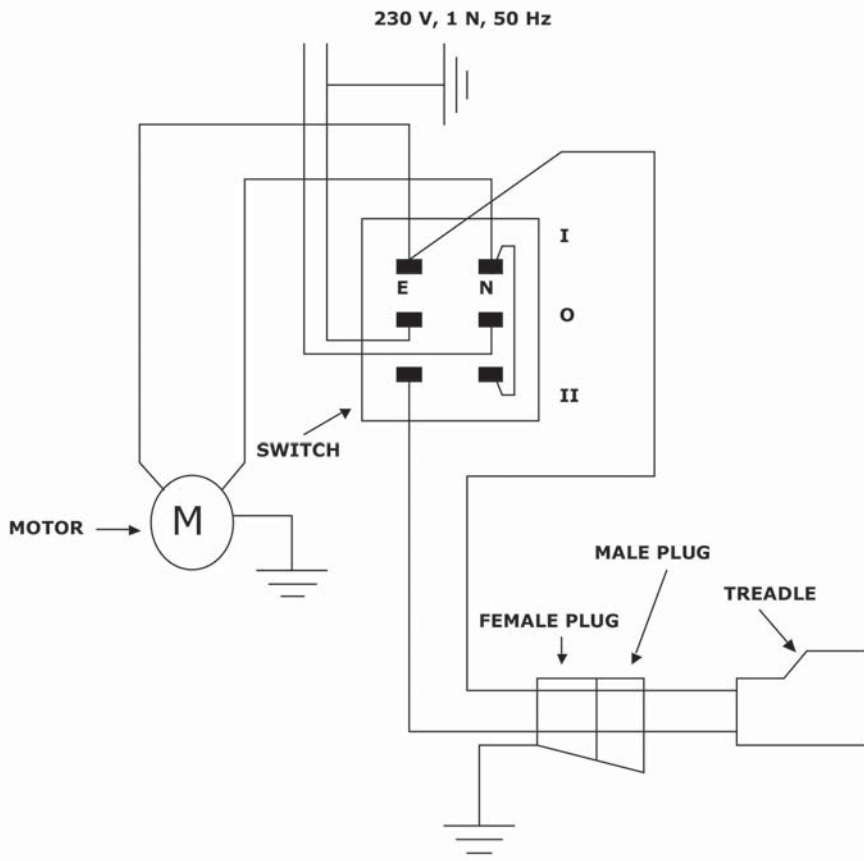 230 V, 1 N, 50 Hz
I
E N
O
II
SWITCH
M
MOTOR
MALE PLUG
TREADLE
FEMALE PLUG